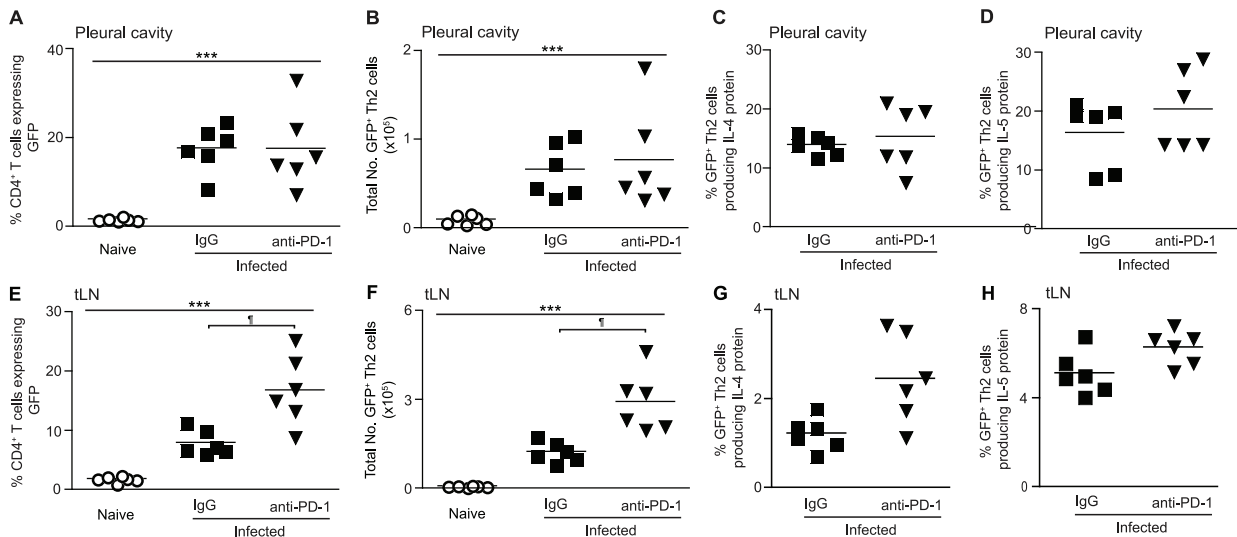 A
Pleural cavity
% CD4⁺ T cells expressing
GFP
40
20
0
***
Naive
IgG
anti-PD-1
Infected
B
Pleural cavity
Total No. GFP⁺ Th2 cells
(x10⁵)
2
1
0
***
Naive
IgG
anti-PD-1
Infected
C
Pleural cavity
% GFP⁺ Th2 cells
producing IL-4 protein
30
20
10
0
IgG
anti-PD-1
Infected
D
Pleural cavity
% GFP⁺ Th2 cells
producing IL-5 protein
30
20
10
0
IgG
anti-PD-1
Infected
E
tLN
% CD4⁺ T cells expressing
GFP
30
20
10
0
***
¶
Naive
IgG
anti-PD-1
Infected
F
tLN
Total No. GFP⁺ Th2 cells
(x10⁵)
6
3
0
***
¶
Naive
IgG
anti-PD-1
Infected
G
tLN
% GFP⁺ Th2 cells
producing IL-4 protein
4
2
0
IgG
anti-PD-1
Infected
H
tLN
% GFP⁺ Th2 cells
producing IL-5 protein
8
4
0
IgG
anti-PD-1
Infected